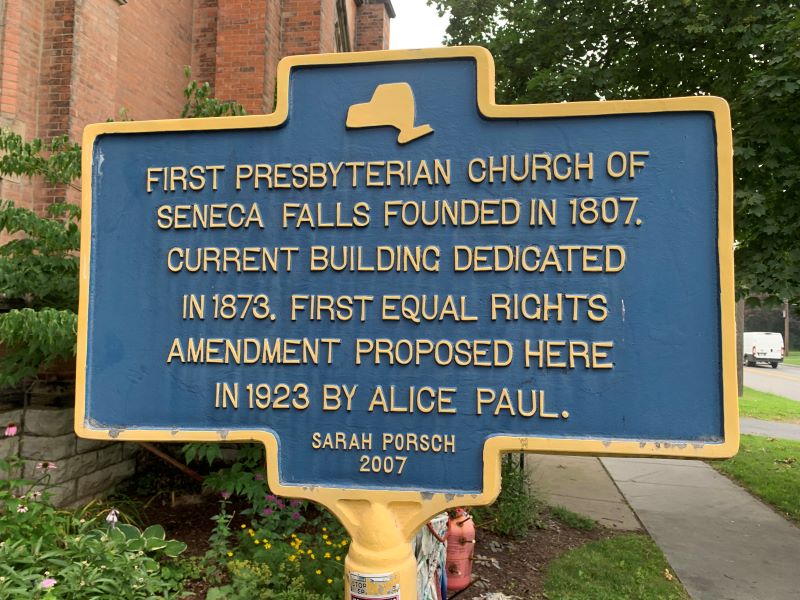 FIRST PRESBYTERIAN CHURCH OF
SENECA FALLS FOUNDED IN 1807.
CURRENT BUILDING DEDICATED
IN 1873. FIRST EQUAL RIGHTS
AMENDMENT PROPOSED HERE
IN 1923 BY ALICE PAUL.
SARAH PORSCH
2007
STOP